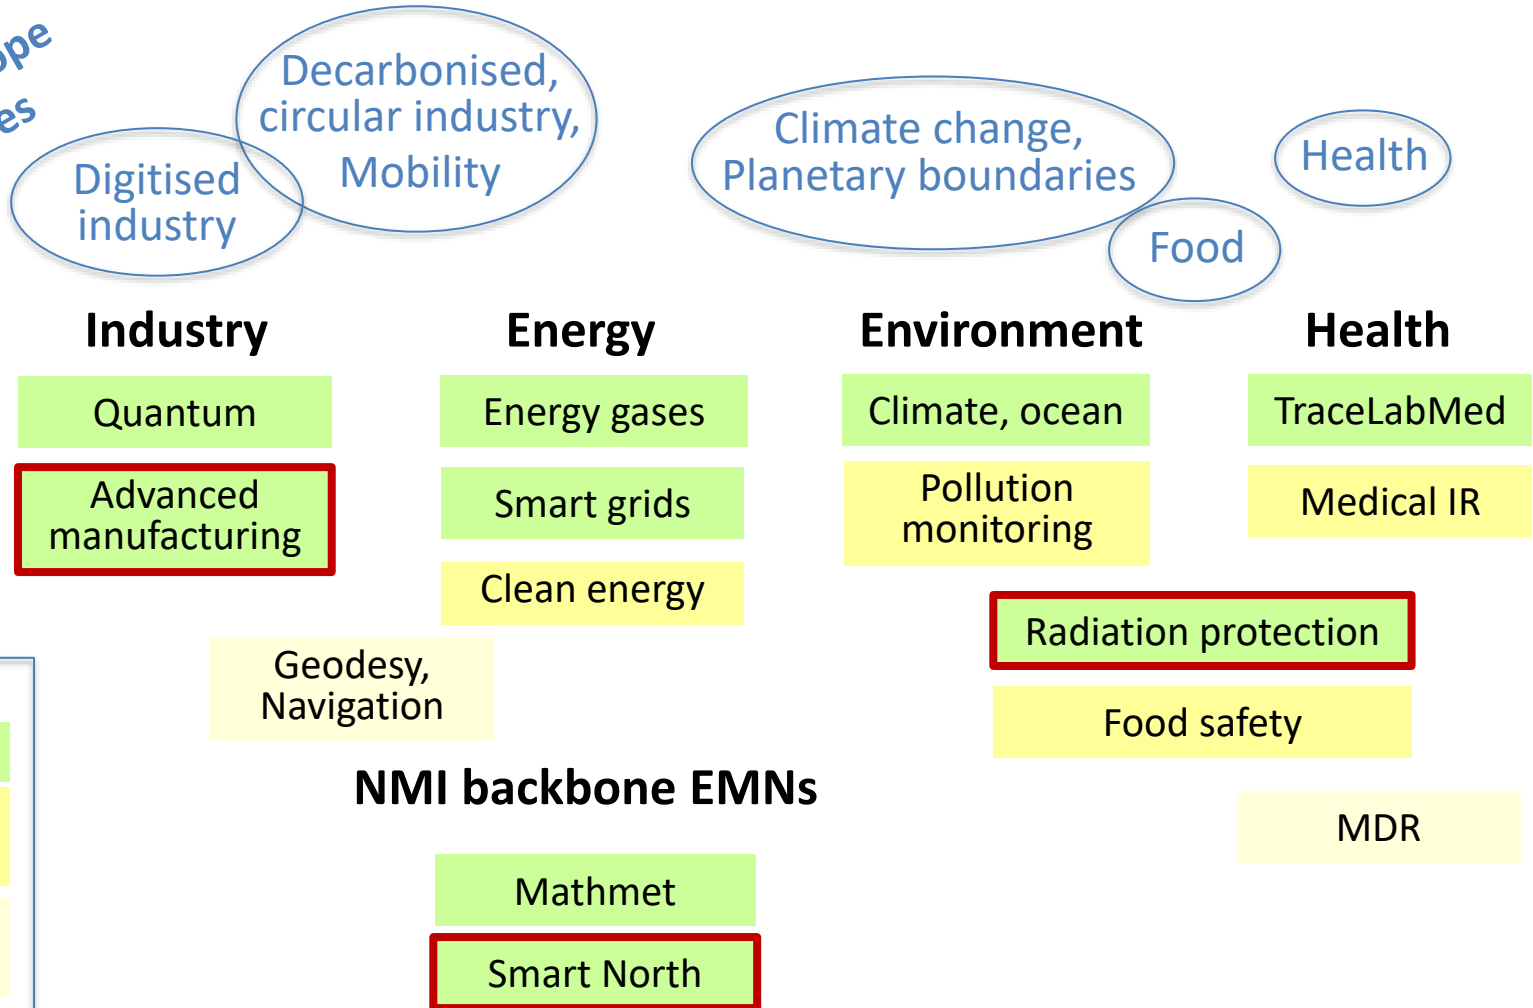 Decarbonised,
circular industry,
Mobility
Digitised
industry
Climate change,
Planetary boundaries
Health
Food
Industry
Energy
Environment
Health
Quantum
Energy gases
Climate, ocean
TraceLabMed
Advanced
manufacturing
Smart grids
Pollution
monitoring
Medical IR
Clean energy
Radiation protection
Geodesy,
Navigation
Food safety
NMI backbone EMNs
MDR
Mathmet
Smart North